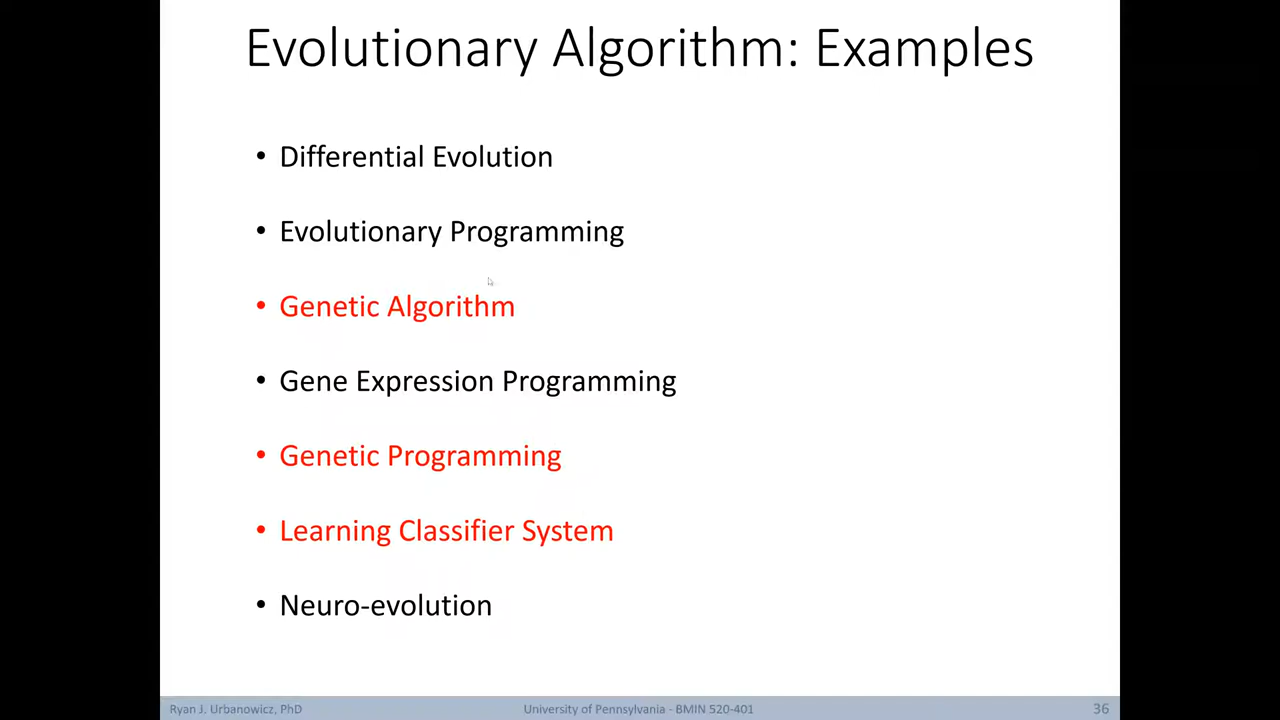 Evolutionary Algorithm: Examples
• Differential Evolution
• Evolutionary Programming
• Genetic Algorithm
• Gene Expression Programming
• Genetic Programming
• Learning Classifier System
• Neuro-evolution
Ryan J. Urbanowicz, PhD University of Pennsylvania - BMIN 520-401 36